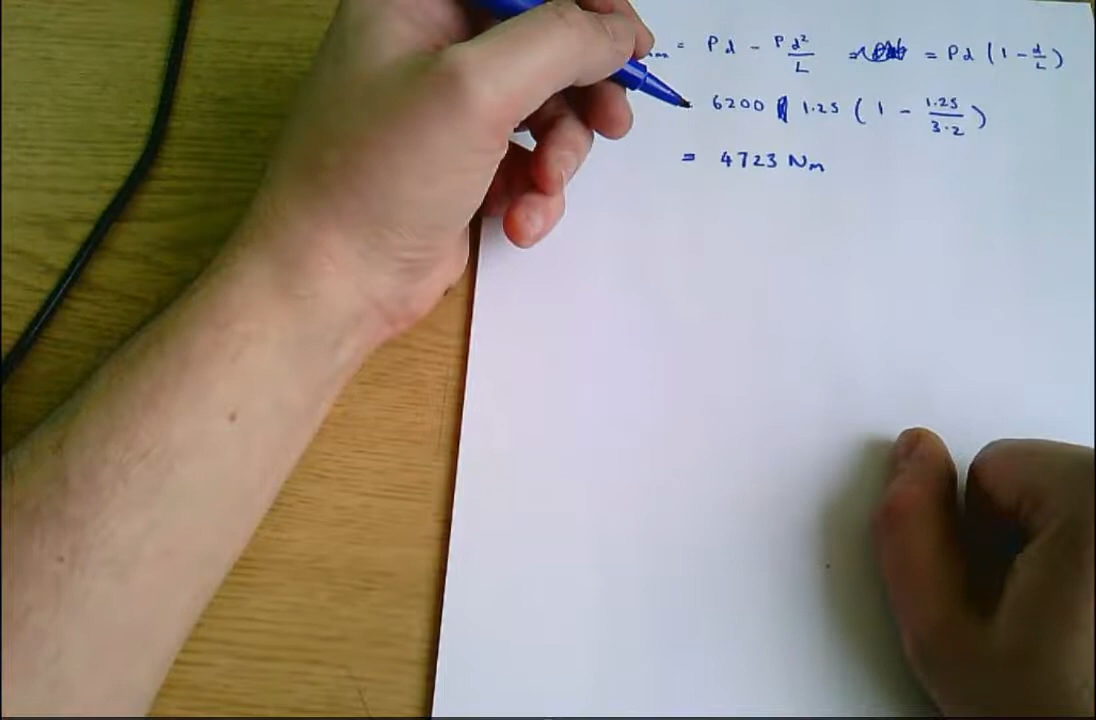 = Pd - Pd²/L = = Pd (1 - d/L)
6200 1.25 (1 - 1.25/3.2)
= 4723 Nm